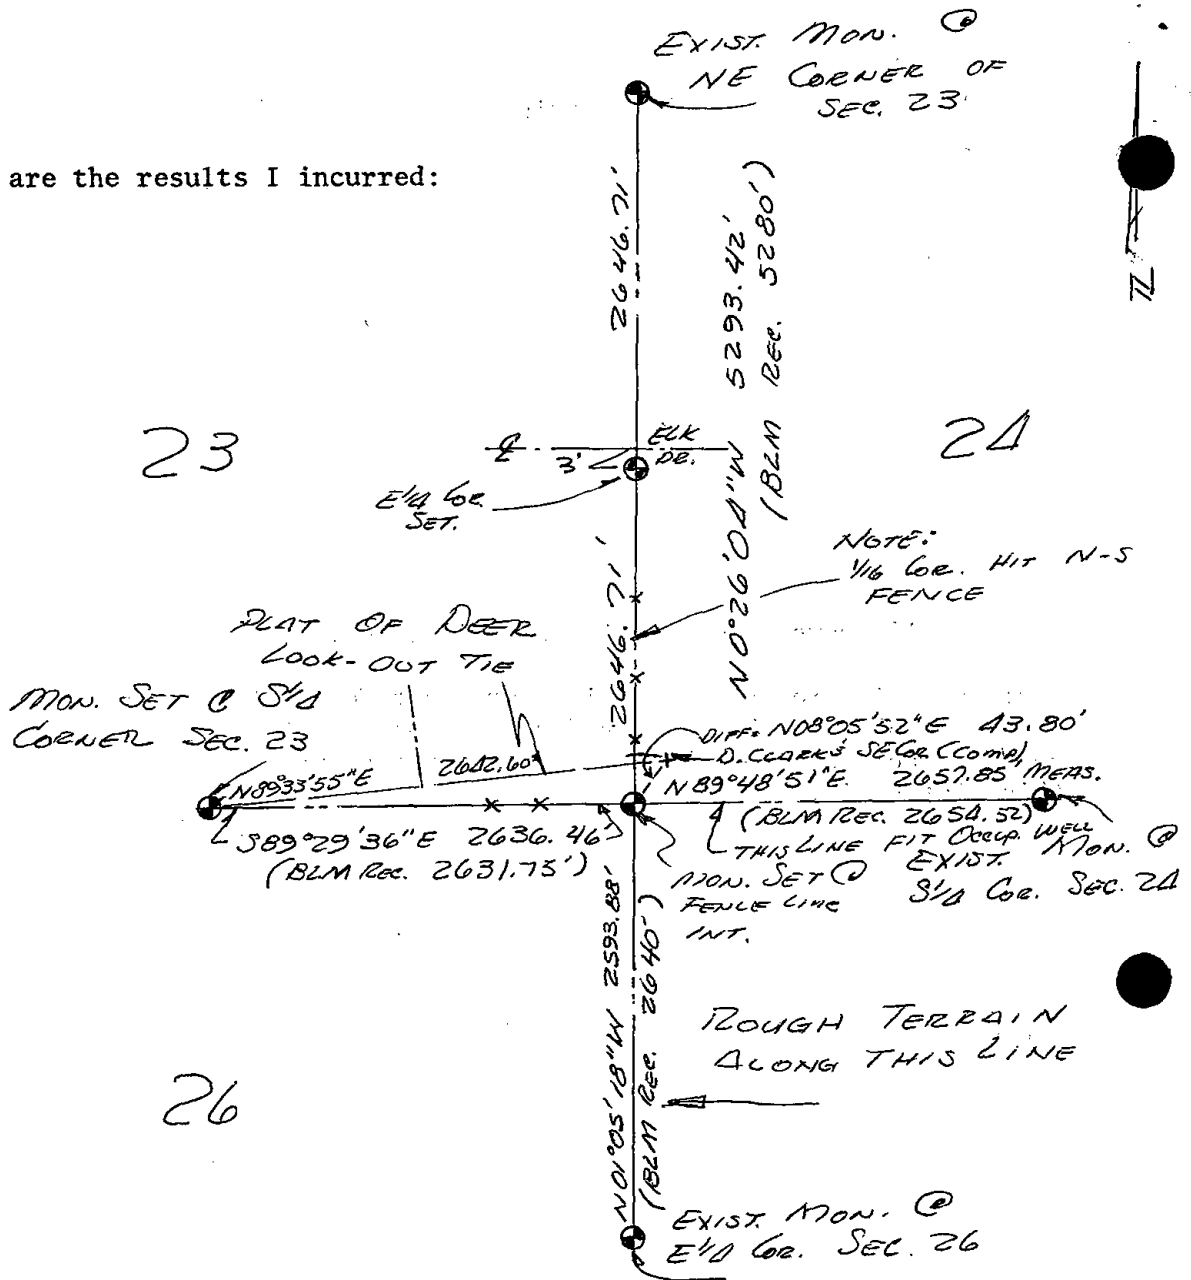 EXIST. MON. @
NE CORNER OF
SEC. 23
are the results I incurred:
2646.71'
N0°26'04"W 5293.42'
(BLM REC. 5280')
N
23
24
℄
ELK
DR.
3'
E1/4 COR.
SET.
NOTE:
1/16 COR. HIT N-S
FENCE
2646.71'
PLAT OF DEER
LOOK-OUT TIE
MON. SET @ S1/4
CORNER SEC. 23
DIFF. N08°05'52"E 43.80'
D. CLARK'S SE COR (COMP)
N89°33'55"E 2642.60'
N89°48'51"E 2657.85' MEAS.
(BLM REC. 2654.52)
S89°29'36"E 2636.46'
(BLM REC. 2631.75')
THIS LINE FIT OCCUP. WELL
EXIST. MON. @
S1/4 COR. SEC. 24
MON. SET @
FENCE LINE
INT.
N01°05'18"W 2593.88'
(BLM REC. 2640')
ROUGH TERRAIN
ALONG THIS LINE
26
EXIST. MON. @
E1/4 COR. SEC. 26